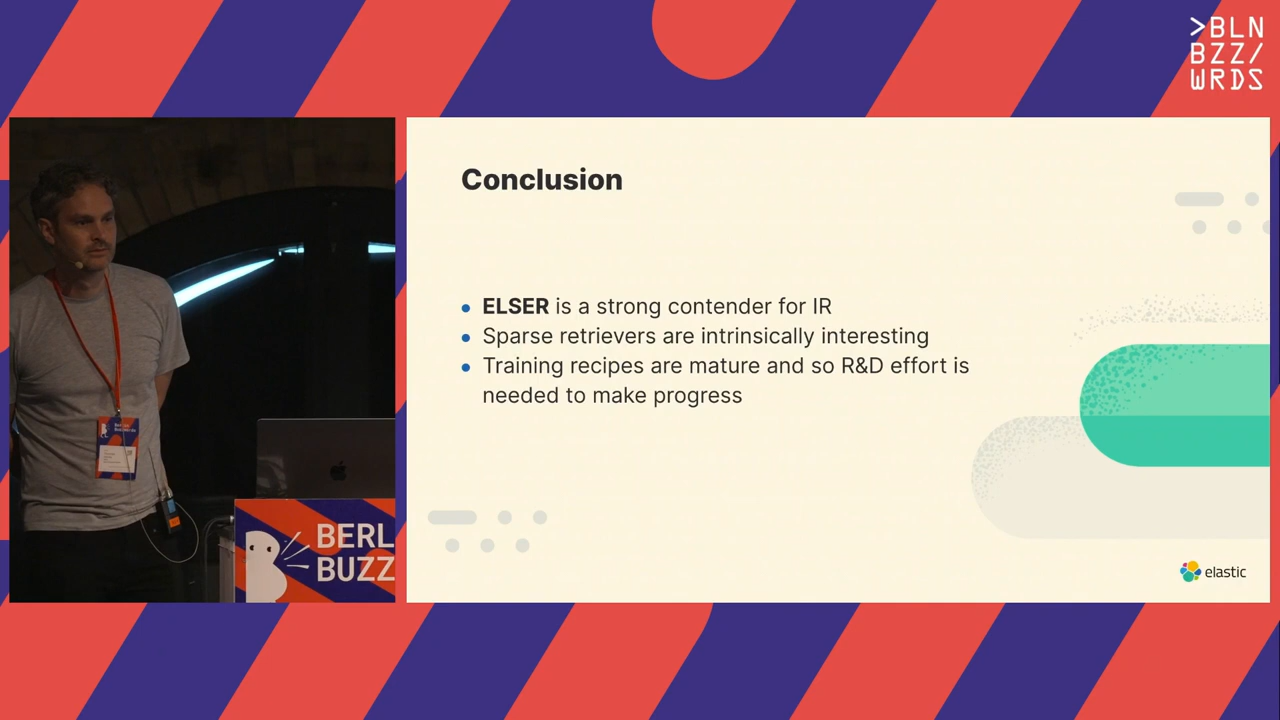 >BLN
BZZ/
WRDS
Conclusion
• ELSER is a strong contender for IR
• Sparse retrievers are intrinsically interesting
• Training recipes are mature and so R&D effort is
needed to make progress
BERL
BUZZ
elastic